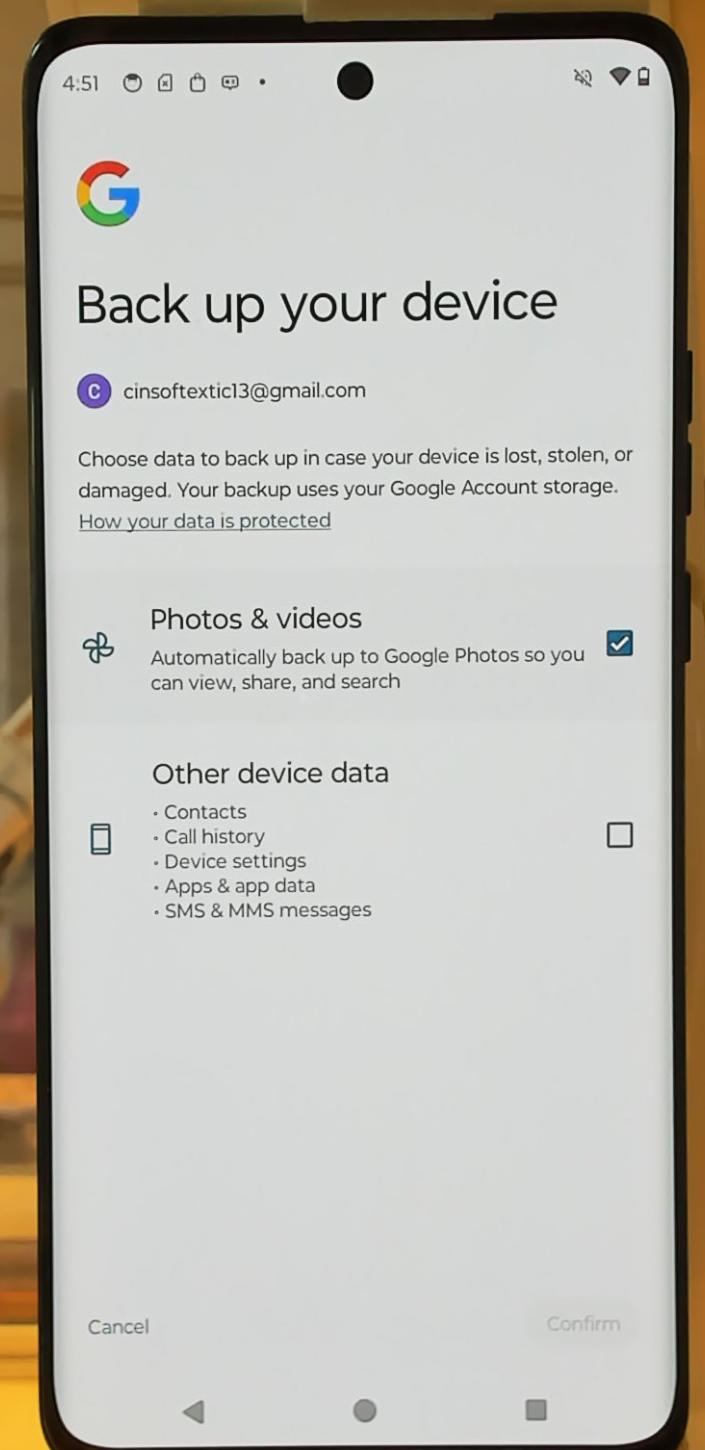 4:51
Back up your device
C cinsoftextic13@gmail.com
Choose data to back up in case your device is lost, stolen, or
damaged. Your backup uses your Google Account storage.
How your data is protected
Photos & videos
Automatically back up to Google Photos so you
can view, share, and search
Other device data
• Contacts
• Call history
• Device settings
• Apps & app data
• SMS & MMS messages
Cancel Confirm